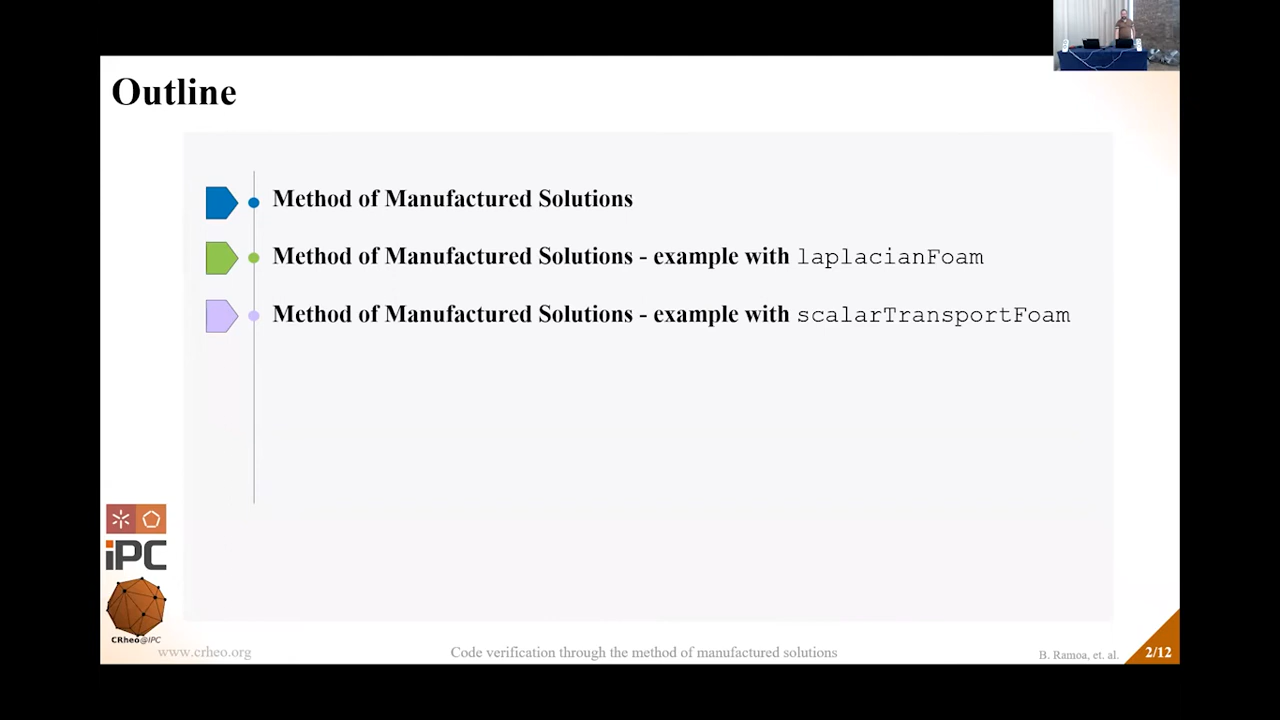 Outline
Method of Manufactured Solutions
Method of Manufactured Solutions - example with laplacianFoam
Method of Manufactured Solutions - example with scalarTransportFoam
iPC
CRheo@iPC
www.crheo.org
Code verification through the method of manufactured solutions
B. Ramoa, et. al.
2/12